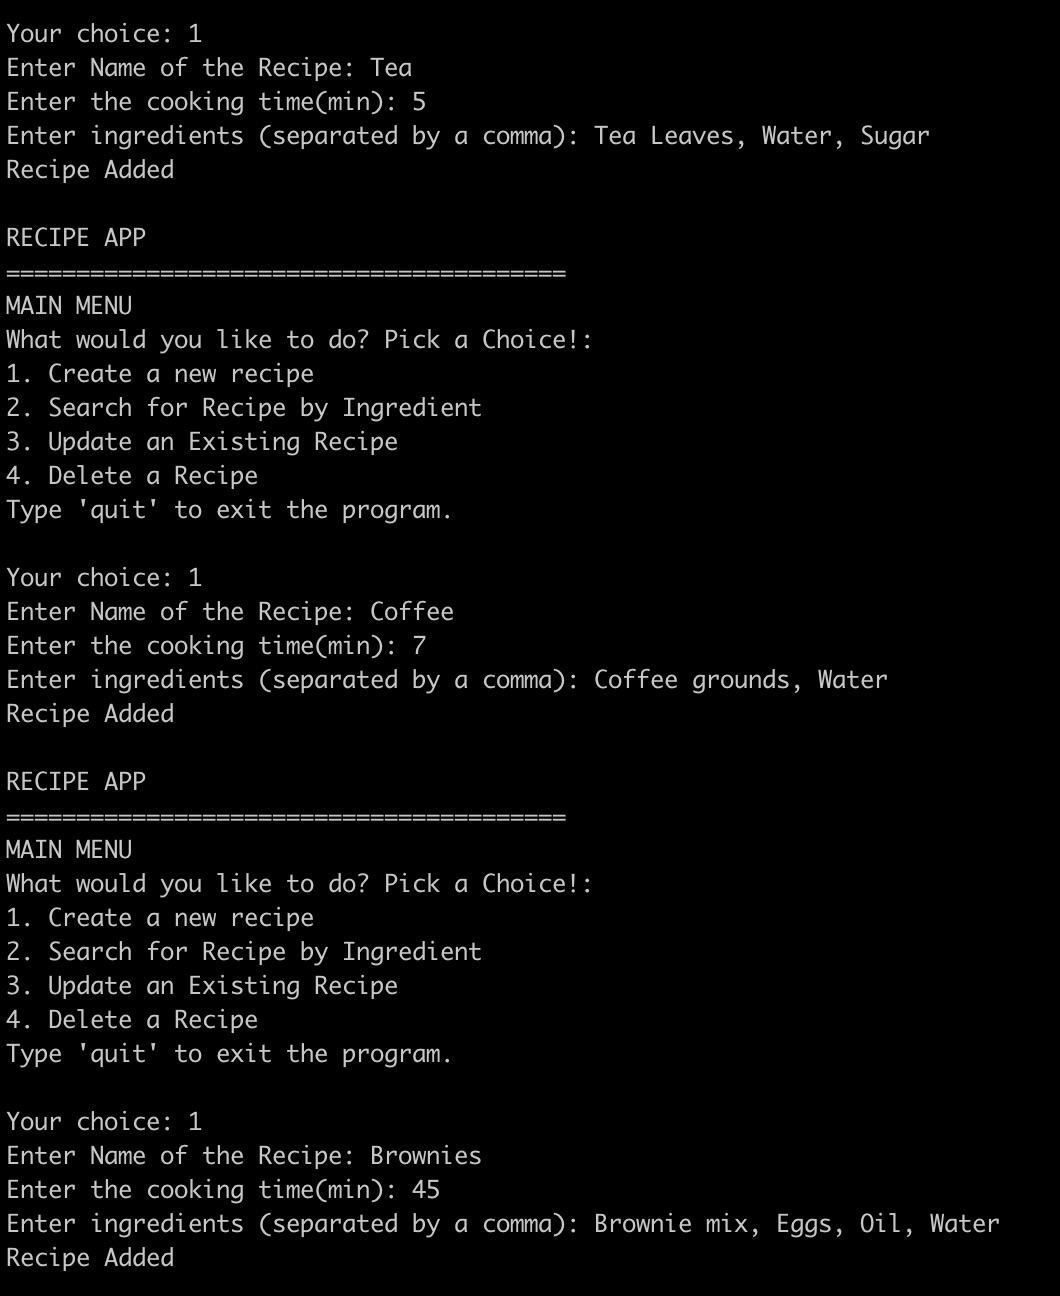 Your choice: 1
Enter Name of the Recipe: Tea
Enter the cooking time(min): 5
Enter ingredients (separated by a comma): Tea Leaves, Water, Sugar
Recipe Added

RECIPE APP
========================================
MAIN MENU
What would you like to do? Pick a Choice!:
1. Create a new recipe
2. Search for Recipe by Ingredient
3. Update an Existing Recipe
4. Delete a Recipe
Type 'quit' to exit the program.

Your choice: 1
Enter Name of the Recipe: Coffee
Enter the cooking time(min): 7
Enter ingredients (separated by a comma): Coffee grounds, Water
Recipe Added

RECIPE APP
========================================
MAIN MENU
What would you like to do? Pick a Choice!:
1. Create a new recipe
2. Search for Recipe by Ingredient
3. Update an Existing Recipe
4. Delete a Recipe
Type 'quit' to exit the program.

Your choice: 1
Enter Name of the Recipe: Brownies
Enter the cooking time(min): 45
Enter ingredients (separated by a comma): Brownie mix, Eggs, Oil, Water
Recipe Added